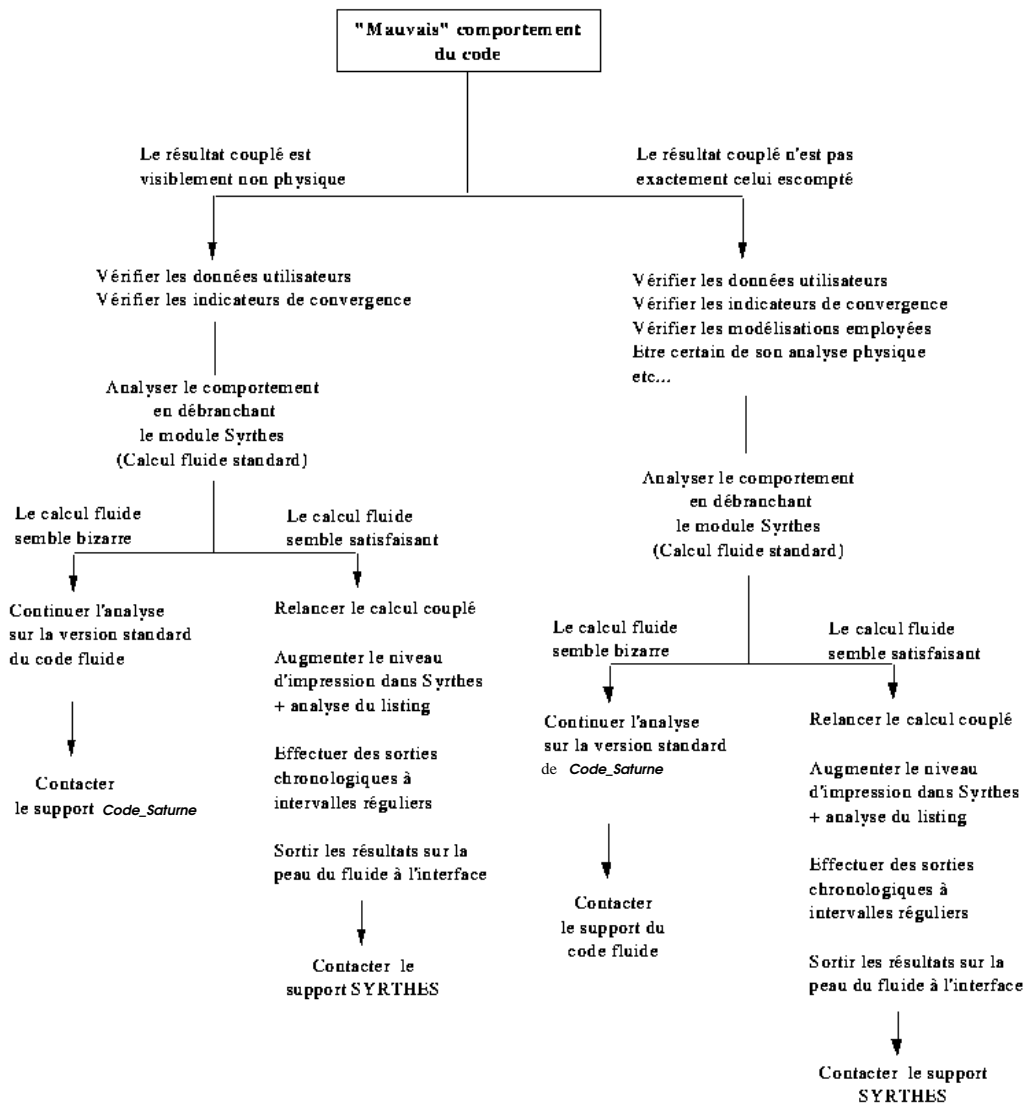 "Mauvais" comportement
du code
Le résultat couplé est
visiblement non physique
Le résultat couplé n'est pas
exactement celui escompté
Vérifier les données utilisateurs
Vérifier les indicateurs de convergence
Vérifier les données utilisateurs
Vérifier les indicateurs de convergence
Vérifier les modélisations employées
Etre certain de son analyse physique
etc...
Analyser le comportement
en débranchant
le module Syrthes
(Calcul fluide standard)
Analyser le comportement
en débranchant
le module Syrthes
(Calcul fluide standard)
Le calcul fluide
semble bizarre
Le calcul fluide
semble satisfaisant
Continuer l'analyse
sur la version standard
du code fluide
Contacter
le support Code_Saturne
Relancer le calcul couplé
Augmenter le niveau
d'impression dans Syrthes
+ analyse du listing
Effectuer des sorties
chronologiques à
intervalles réguliers
Sortir les résultats sur la
peau du fluide à l'interface
Contacter le
support SYRTHES
Le calcul fluide
semble bizarre
Le calcul fluide
semble satisfaisant
Continuer l'analyse
sur la version standard
de Code_Saturne
Contacter
le support du
code fluide
Relancer le calcul couplé
Augmenter le niveau
d'impression dans Syrthes
+ analyse du listing
Effectuer des sorties
chronologiques à
intervalles réguliers
Sortir les résultats sur la
peau du fluide à l'interface
Contacter le support
SYRTHES